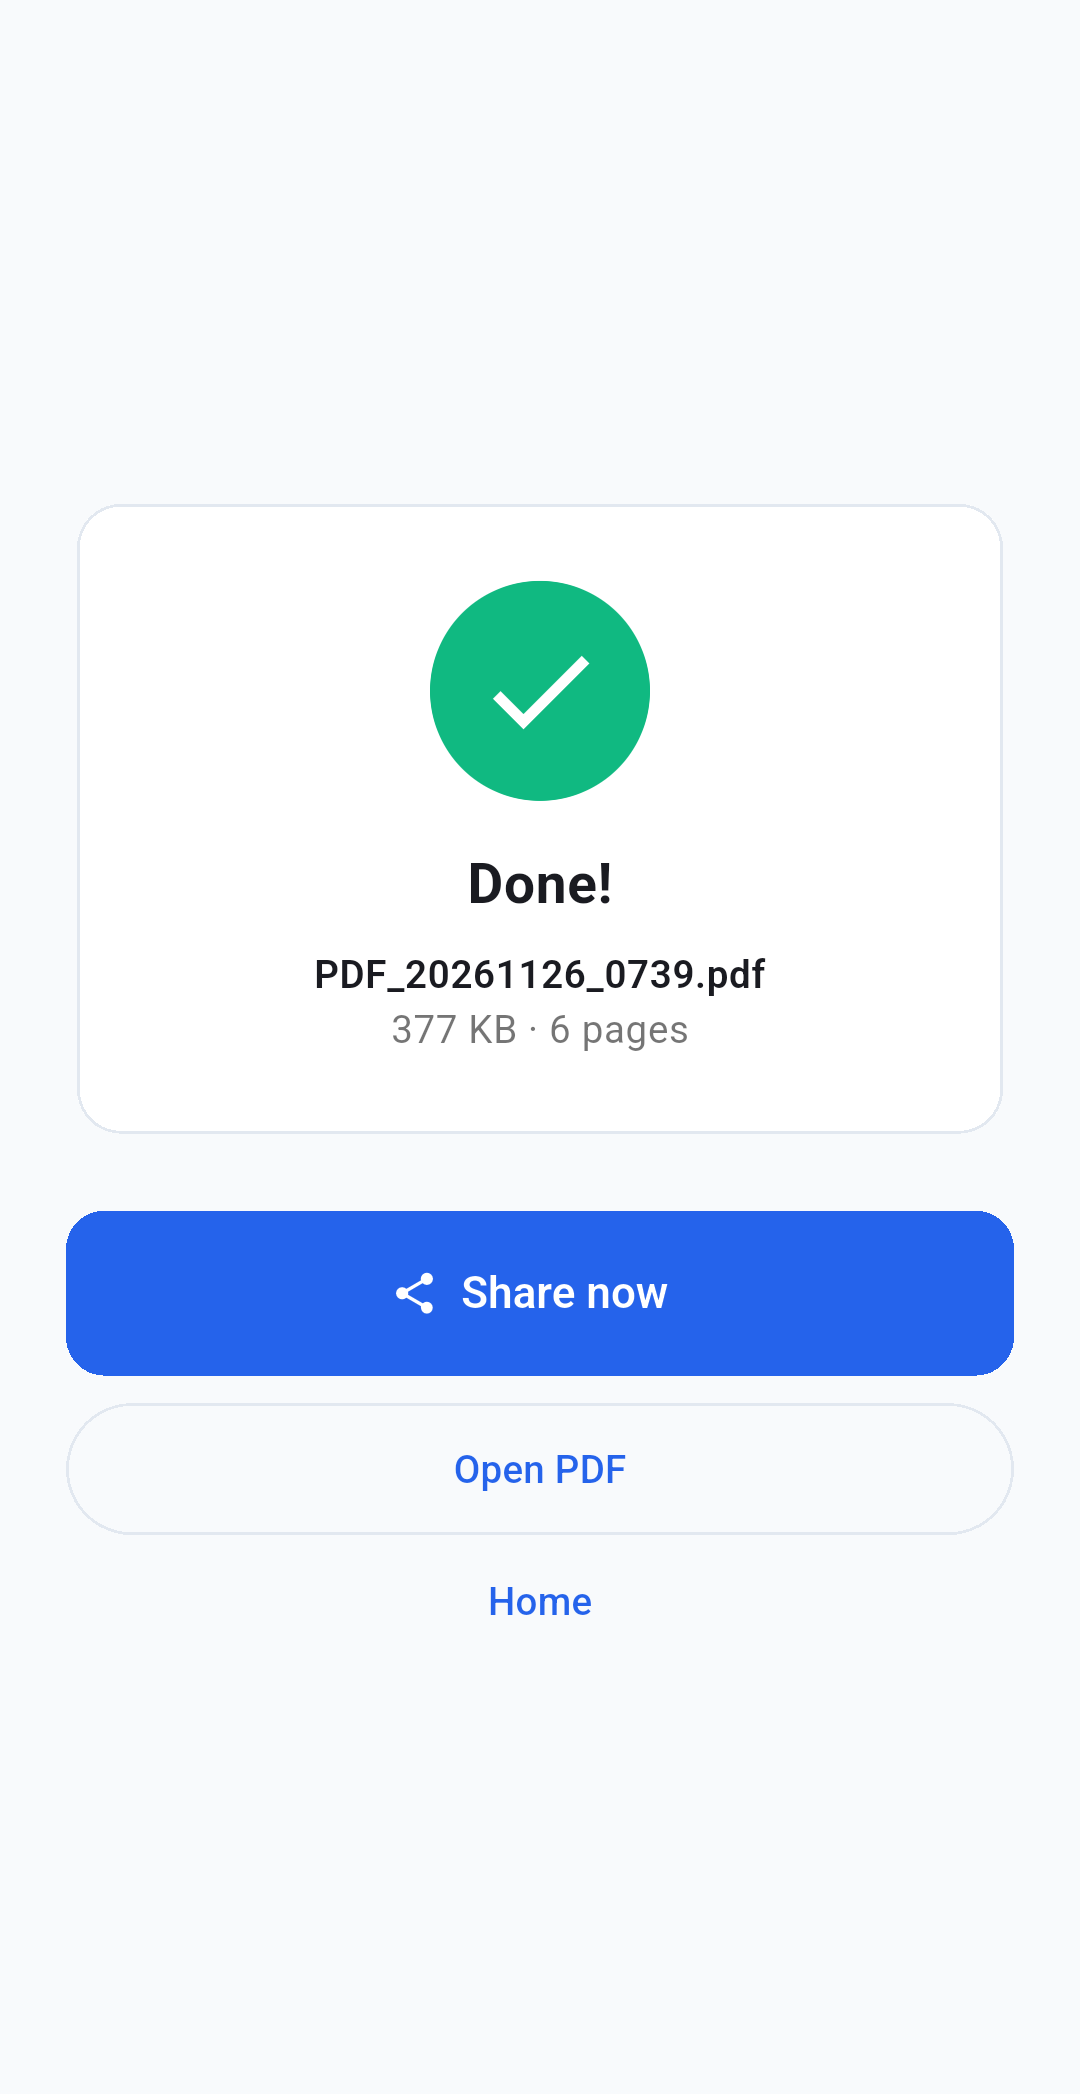 Done!
PDF_20261126_0739.pdf
377 KB · 6 pages
Share now
Open PDF
Home